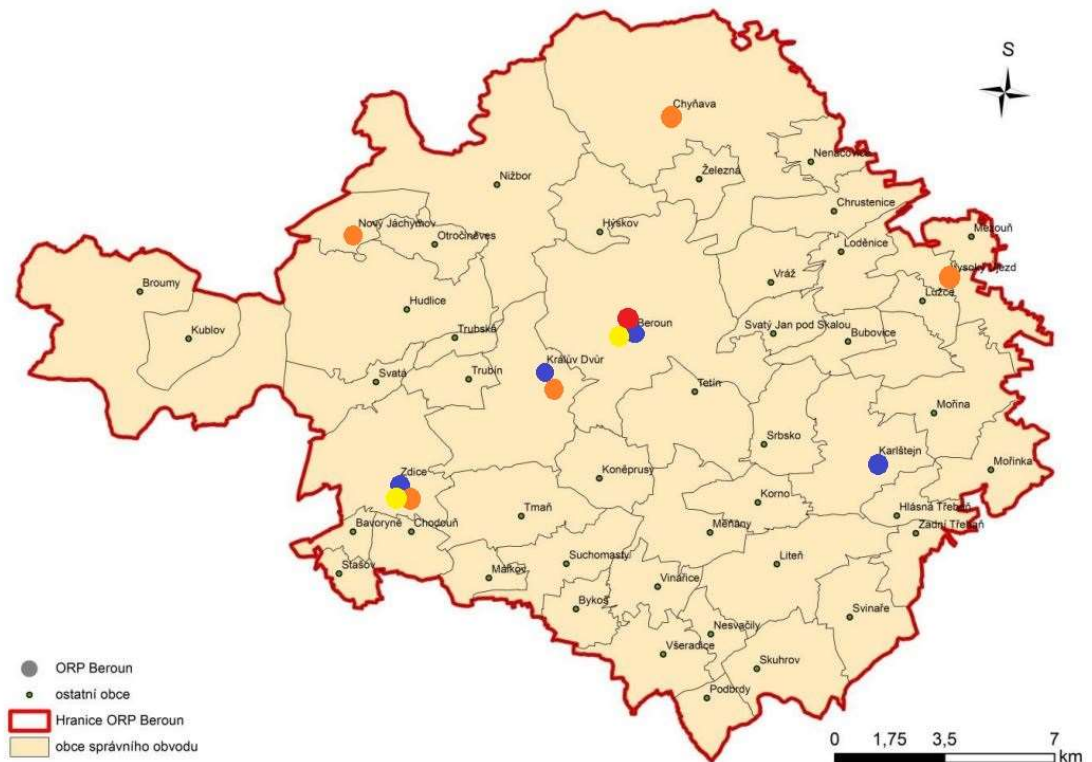 S
Chyňava
Nenačovice
Železná
Nižbor
Chrustenice
Nový Jáchymov
Hýskov
Mezouň
Otročiněves
Loděnice
Vysoký Újezd
Vráž
Broumy
Lužce
Hudlice
Beroun
Kublov
Trubská
Svatý Jan pod Skalou
Bubovice
Králův Dvůr
Svatá
Trubín
Tetín
Mořina
Srbsko
Karlštejn
Zdice
Koněprusy
Mořinka
Korno
Tmaň
Hlásná Třebaň
Bavoryně
Chodouň
Měňany
Zadní Třebaň
Suchomasty
Liteň
Stašov
Málkov
Vinařice
Bykoš
Svinaře
Nesvačily
Všeradice
Skuhrov
Podbrdy
ORP Beroun
ostatní obce
Hranice ORP Beroun
obce správního obvodu
0 1,75 3,5 7
km